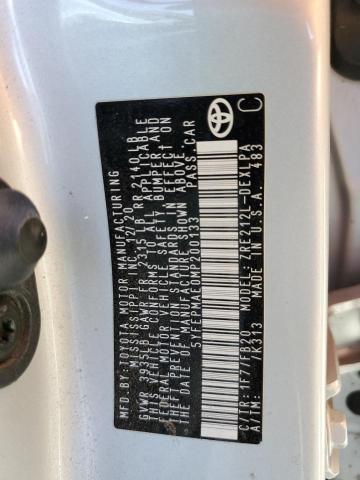 MFD. BY: TOYOTA MOTOR MANUFACTURING
MISSISSIPPI, INC. 12/20
GVWR 3935LB GAWR FR 2315LB RR 2140LB
THIS VEHICLE CONFORMS TO ALL APPLICABLE
FEDERAL MOTOR VEHICLE SAFETY, BUMPER, AND
THEFT PREVENTION STANDARDS IN EFFECT ON
THE DATE OF MANUFACTURE SHOWN ABOVE.
5YFEPMAE0MP200133 PASS.CAR
C/TR: 1F7/FB20 MODEL: ZRE212L-DEXLPA
A/TM: -/K313 U.S.A. 483
C